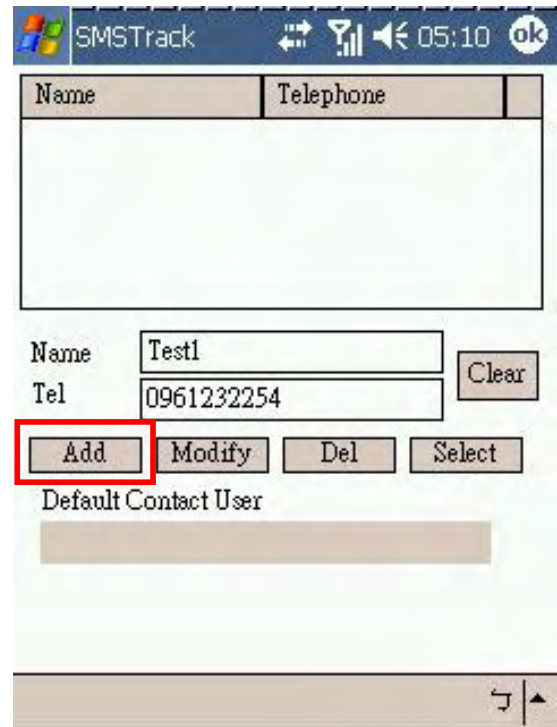 SMSTrack 05:10 ok
Name Telephone
Name Test1
Clear
Tel 0961232254
Add Modify Del Select
Default Contact User
ㄅ